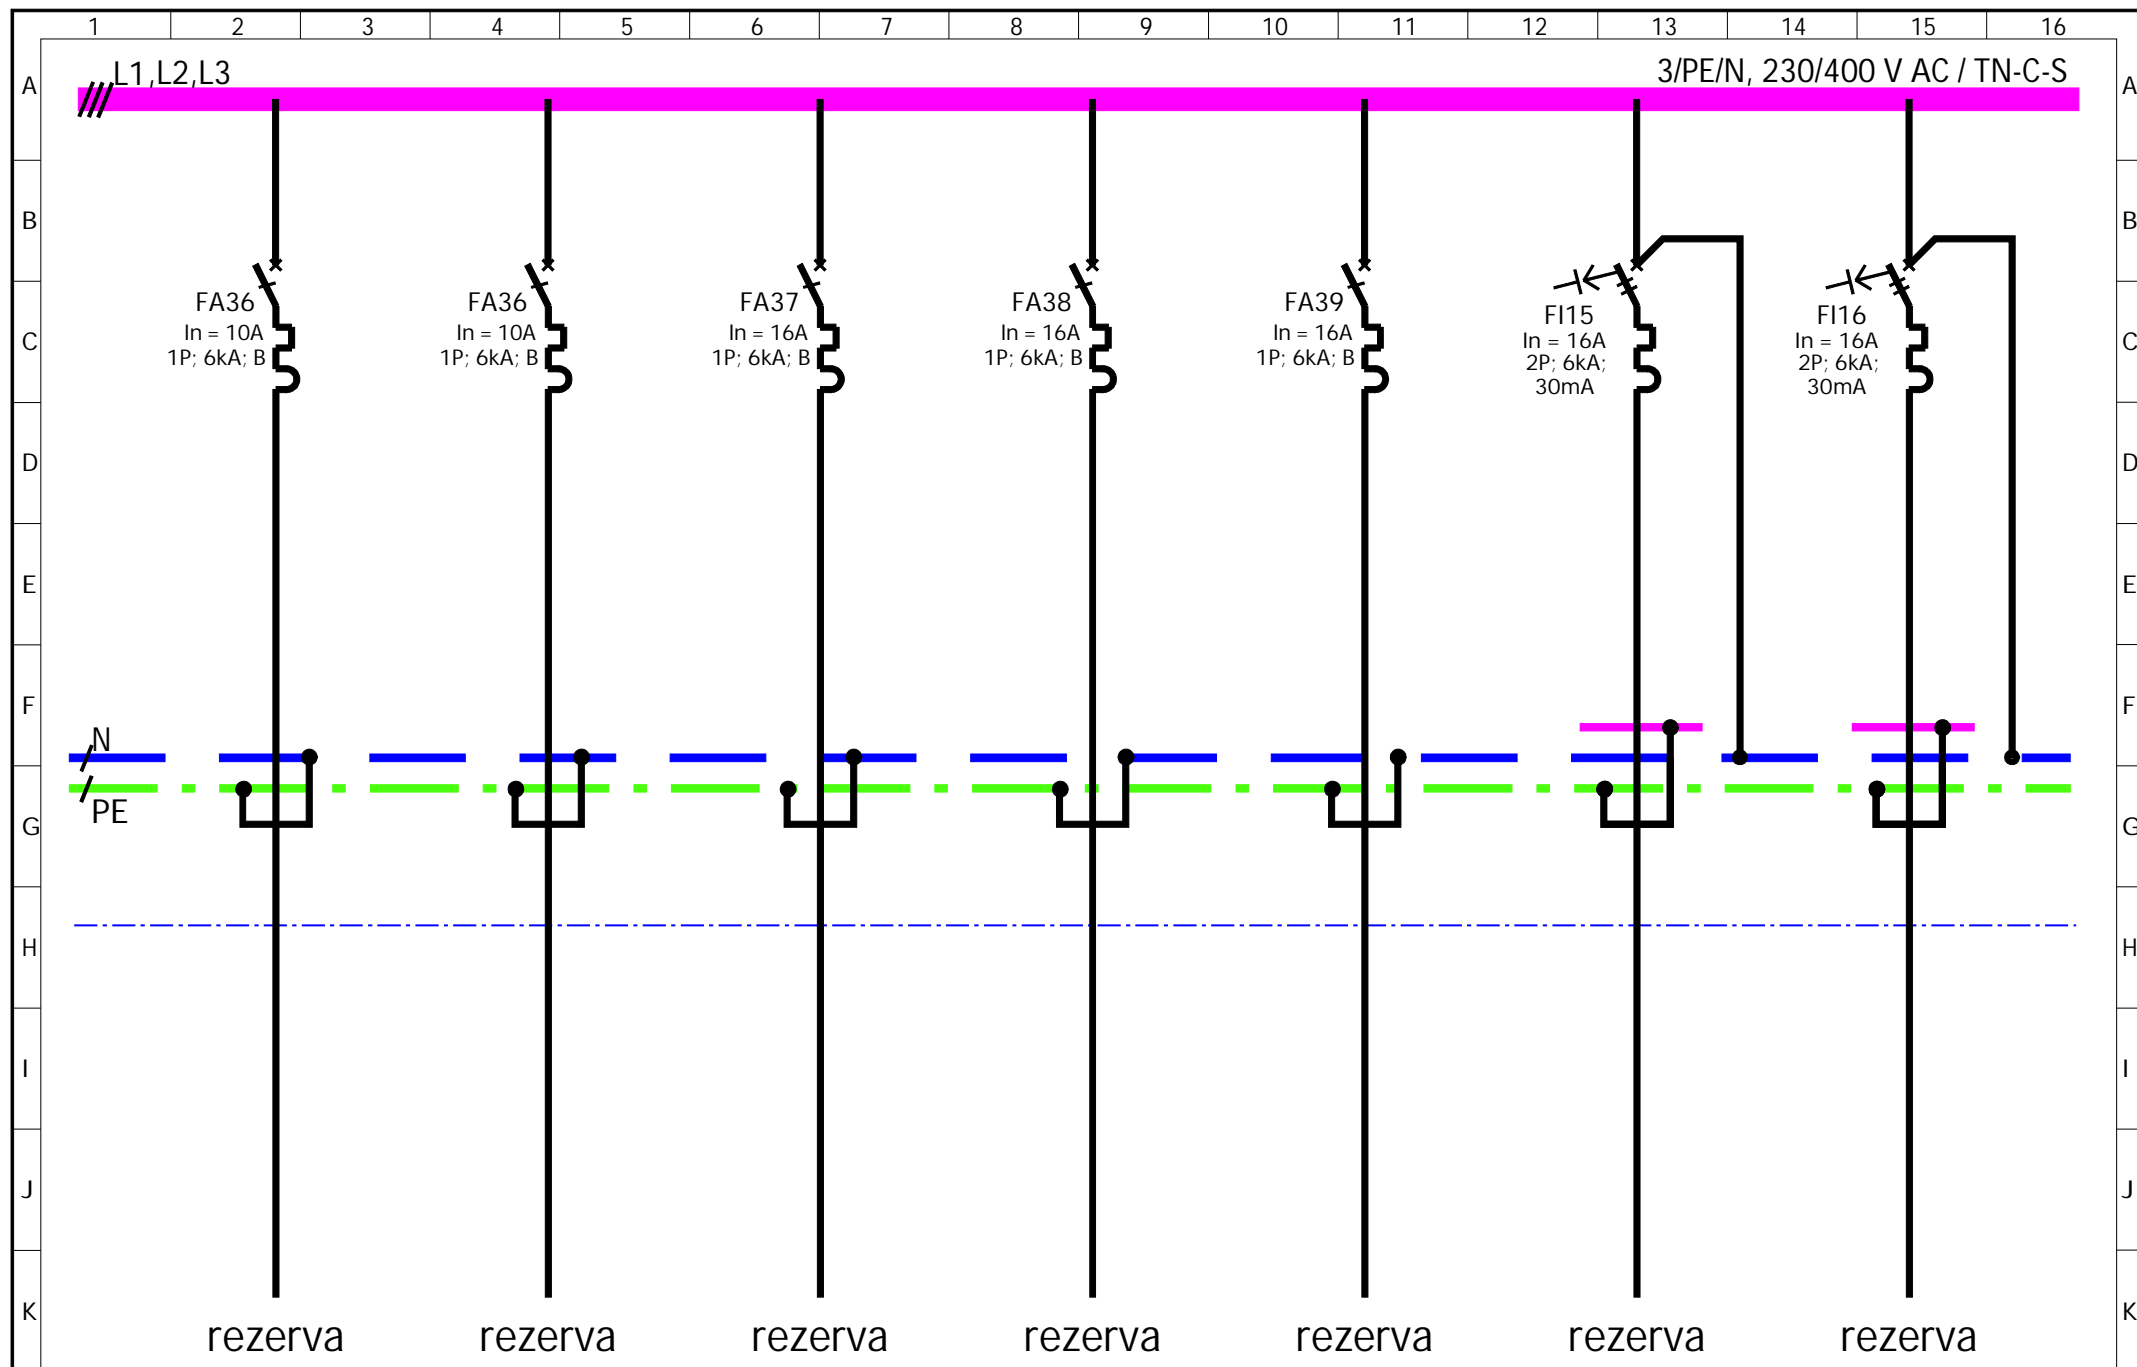 1 2 3 4 5 6 7 8 9 10 11 12 13 14 15 16
A L1,L2,L3 3/PE/N, 230/400 V AC / TN-C-S A
B B
FA36 FA36 FA37 FA38 FA39 FI15 FI16
In = 10A In = 10A In = 16A In = 16A In = 16A In = 16A In = 16A
C 1P; 6kA; B 1P; 6kA; B 1P; 6kA; B 1P; 6kA; B 1P; 6kA; B 2P; 6kA; 2P; 6kA; C
30mA 30mA
D D
E E
F F
N
PE
G G
H H
I I
J J
K K
rezerva rezerva rezerva rezerva rezerva rezerva rezerva